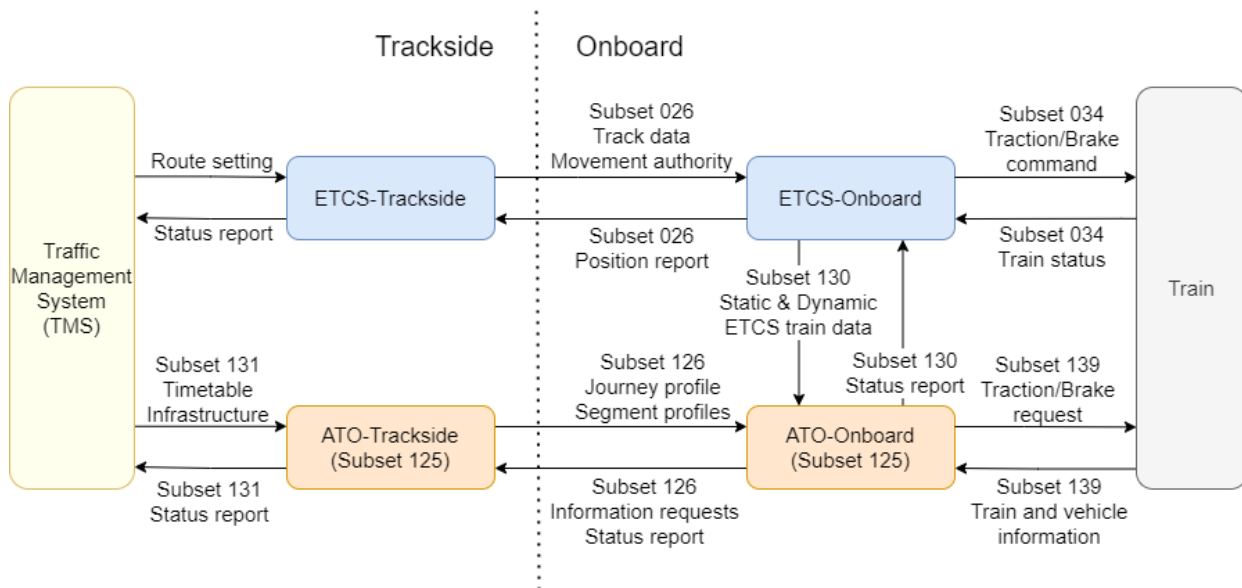 Trackside
Onboard
Traffic
Management
System
(TMS)
Route setting
Status report
ETCS-Trackside
Subset 026
Track data
Movement authority
Subset 026
Position report
ETCS-Onboard
Subset 034
Traction/Brake
command
Subset 034
Train status
Train
Subset 130
Static & Dynamic
ETCS train data
Subset 130
Status report
Subset 131
Timetable
Infrastructure
Subset 131
Status report
ATO-Trackside
(Subset 125)
Subset 126
Journey profile
Segment profiles
Subset 126
Information requests
Status report
ATO-Onboard
(Subset 125)
Subset 139
Traction/Brake
request
Subset 139
Train and vehicle
information